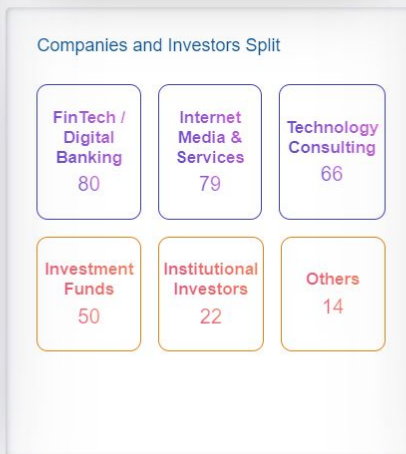 Companies and Investors Split
FinTech /
Digital
Banking
80
Internet
Media &
Services
79
Technology
Consulting
66
Investment
Funds
50
Institutional
Investors
22
Others
14